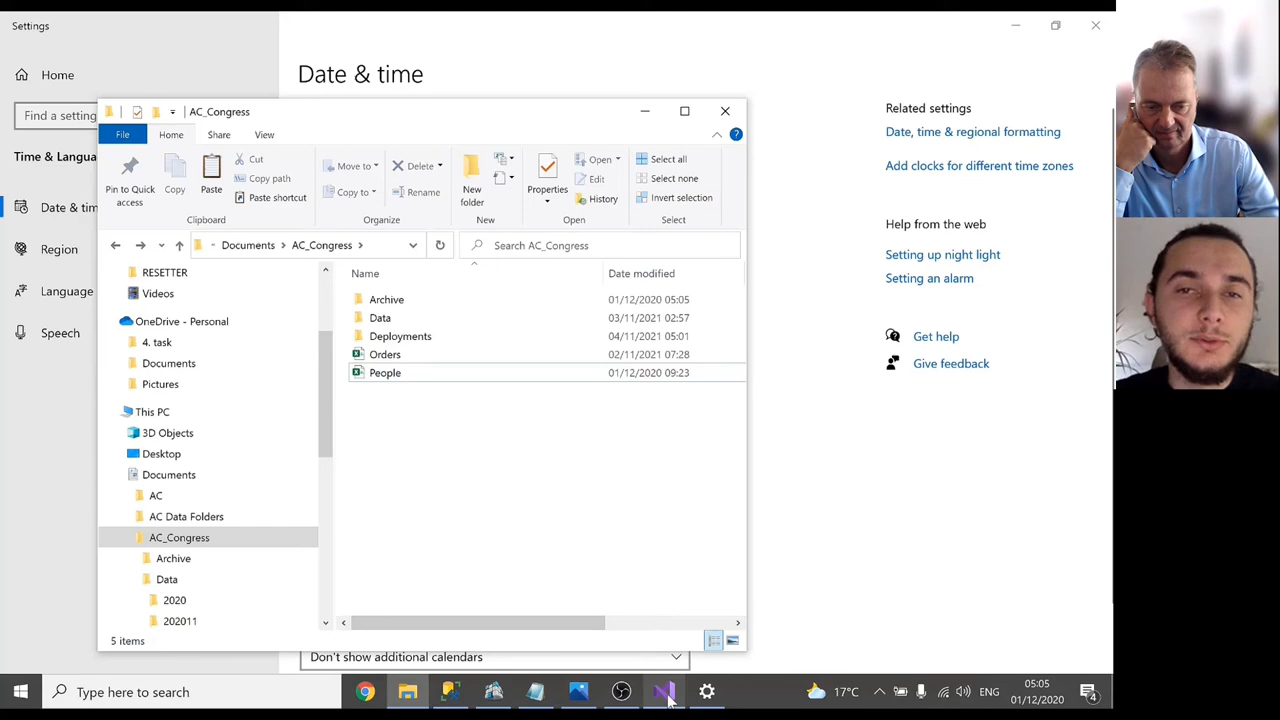 Settings
Home
Find a setting
Time & Langua
Date & tim
Region
Language
Speech
Date & time
Related settings
Date, time & regional formatting
Add clocks for different time zones
Help from the web
Setting up night light
Setting an alarm
Get help
Give feedback
AC_Congress
File Home Share View
Pin to Quick access
Copy
Paste
Cut
Copy path
Paste shortcut
Clipboard
Move to
Copy to
Delete
Rename
Organize
New folder
New
Properties
Open
Edit
History
Open
Select all
Select none
Invert selection
Select
Documents > AC_Congress >
Search AC_Congress
RESETTER
Videos
OneDrive - Personal
4. task
Documents
Pictures
This PC
3D Objects
Desktop
Documents
AC
AC Data Folders
AC_Congress
Archive
Data
2020
202011
Name Date modified
Archive 01/12/2020 05:05
Data 03/11/2021 02:57
Deployments 04/11/2021 05:01
Orders 02/11/2021 07:28
People 01/12/2020 09:23
5 items
Don't show additional calendars
Type here to search
17°C
ENG
05:05
01/12/2020
4